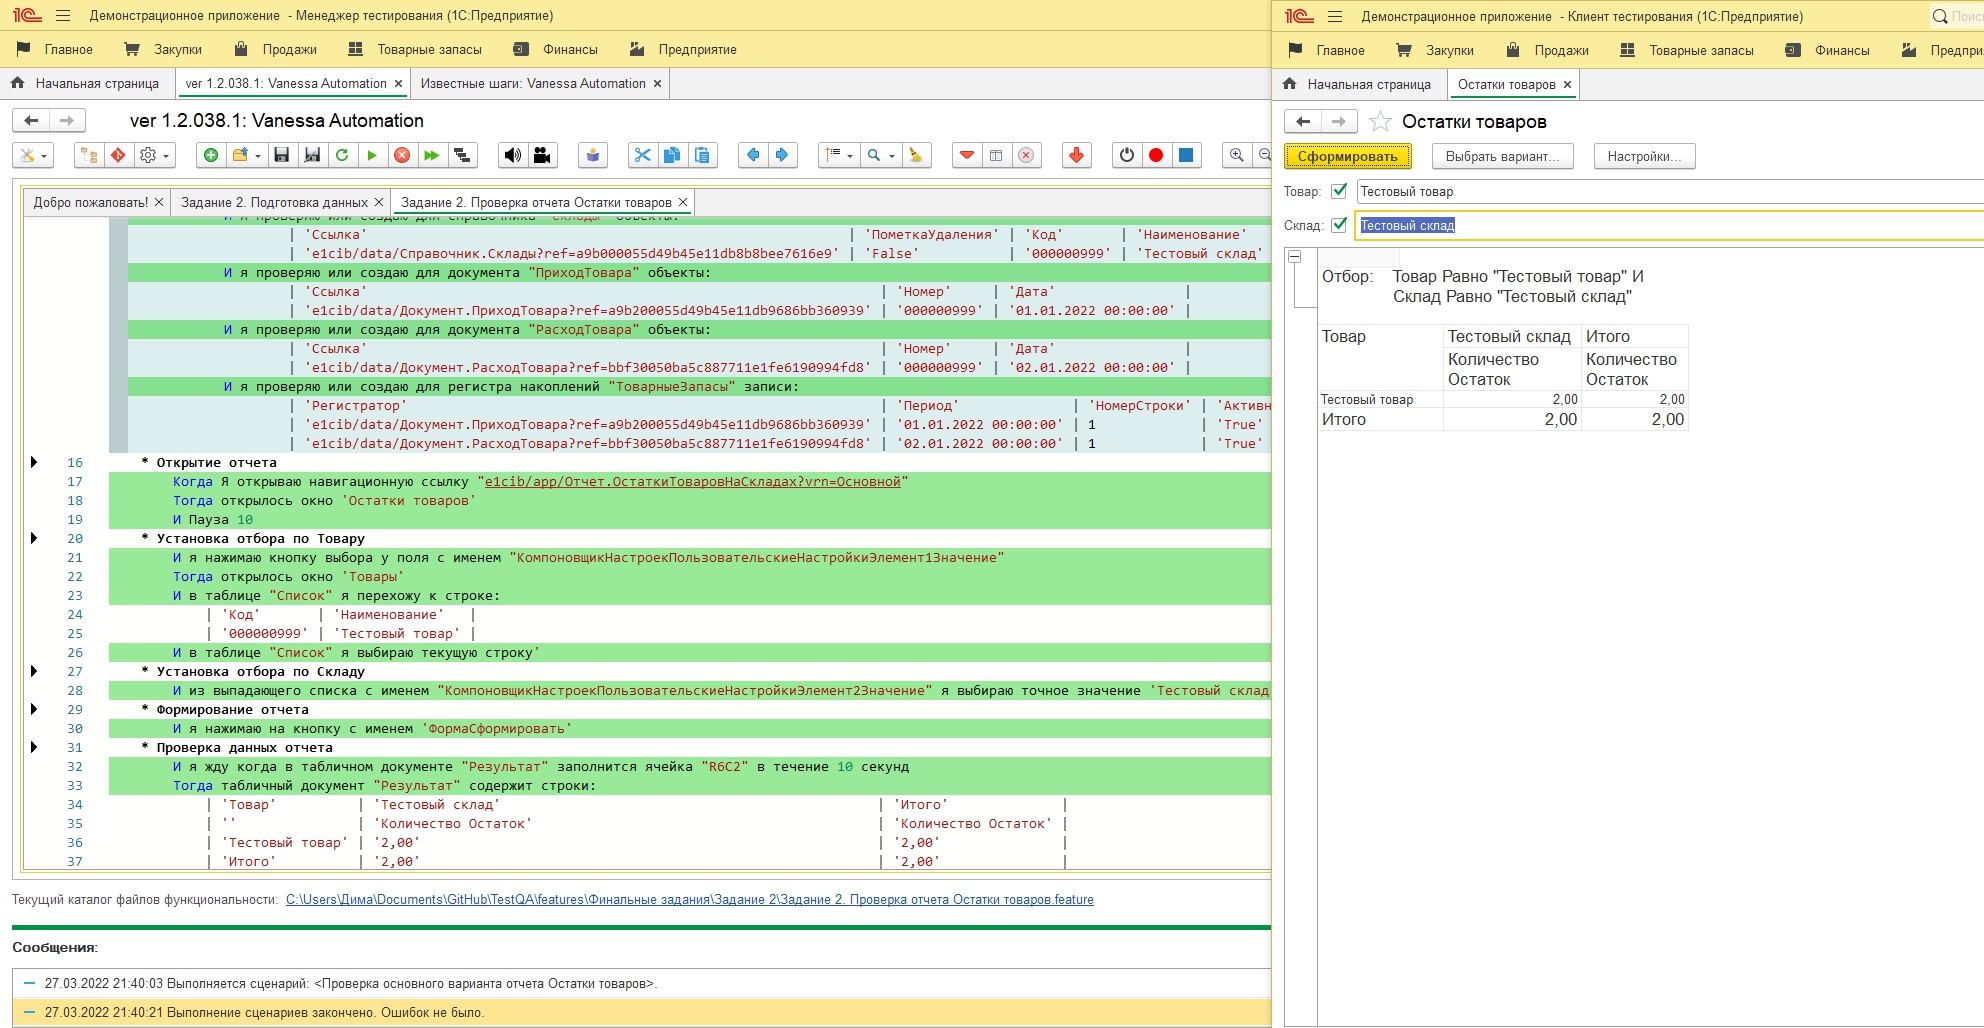 Демонстрационное приложение - Менеджер тестирования (1С:Предприятие)
Главное Закупки Продажи Товарные запасы Финансы Предприятие
Начальная страница ver 1.2.038.1: Vanessa Automation × Известные шаги: Vanessa Automation ×
ver 1.2.038.1: Vanessa Automation
Добро пожаловать! × Задание 2. Подготовка данных × Задание 2. Проверка отчета Остатки товаров ×
И я проверяю или создаю для справочника "Склады" объекты:
| 'Ссылка' | 'ПометкаУдаления' | 'Код' | 'Наименование'
| 'e1cib/data/Справочник.Склады?ref=a9b000055d49b45e11db8b8bee7616e9' | 'False' | '000000999' | 'Тестовый склад'
И я проверяю или создаю для документа "ПриходТовара" объекты:
| 'Ссылка' | 'Номер' | 'Дата' |
| 'e1cib/data/Документ.ПриходТовара?ref=a9b200055d49b45e11db9686bb360939' | '000000999' | '01.01.2022 00:00:00' |
И я проверяю или создаю для документа "РасходТовара" объекты:
| 'Ссылка' | 'Номер' | 'Дата' |
| 'e1cib/data/Документ.РасходТовара?ref=bbf30050ba5c887711e1fe6190994fd8' | '000000999' | '02.01.2022 00:00:00' |
И я проверяю или создаю для регистра накоплений "ТоварныеЗапасы" записи:
| 'Регистратор' | 'Период' | 'НомерСтроки' | 'Активн
| 'e1cib/data/Документ.ПриходТовара?ref=a9b200055d49b45e11db9686bb360939' | '01.01.2022 00:00:00' | 1 | 'True'
| 'e1cib/data/Документ.РасходТовара?ref=bbf30050ba5c887711e1fe6190994fd8' | '02.01.2022 00:00:00' | 1 | 'True'
16 * Открытие отчета
17 Когда Я открываю навигационную ссылку "e1cib/app/Отчет.ОстаткиТоваровНаСкладах?vrn=Основной"
18 Тогда открылось окно 'Остатки товаров'
19 И Пауза 10
20 * Установка отбора по Товару
21 И я нажимаю кнопку выбора у поля с именем "КомпоновщикНастроекПользовательскиеНастройкиЭлемент1Значение"
22 Тогда открылось окно 'Товары'
23 И в таблице "Список" я перехожу к строке:
24 | 'Код' | 'Наименование' |
25 | '000000999' | 'Тестовый товар' |
26 И в таблице "Список" я выбираю текущую строку'
27 * Установка отбора по Складу
28 И из выпадающего списка с именем "КомпоновщикНастроекПользовательскиеНастройкиЭлемент2Значение" я выбираю точное значение 'Тестовый склад
29 * Формирование отчета
30 И я нажимаю на кнопку с именем 'ФормаСформировать'
31 * Проверка данных отчета
32 И я жду когда в табличном документе "Результат" заполнится ячейка "R6C2" в течение 10 секунд
33 Тогда табличный документ "Результат" содержит строки:
34 | 'Товар' | 'Тестовый склад' | 'Итого' |
35 | '' | 'Количество Остаток' | 'Количество Остаток' |
36 | 'Тестовый товар' | '2,00' | '2,00' |
37 | 'Итого' | '2,00' | '2,00' |
Текущий каталог файлов функциональности: C:\Users\Дима\Documents\GitHub\TestQA\features\Финальные задания\Задание 2\Задание 2. Проверка отчета Остатки товаров.feature
Сообщения:
27.03.2022 21:40:03 Выполняется сценарий: <Проверка основного варианта отчета Остатки товаров>.
27.03.2022 21:40:21 Выполнение сценариев закончено. Ошибок не было.
Демонстрационное приложение - Клиент тестирования (1С:Предприятие) Поис
Главное Закупки Продажи Товарные запасы Финансы Предпри
Начальная страница Остатки товаров ×
Остатки товаров
Сформировать Выбрать вариант... Настройки...
Товар: Тестовый товар
Склад: Тестовый склад
Отбор: Товар Равно "Тестовый товар" И
Склад Равно "Тестовый склад"
Товар Тестовый склад Итого
Количество Количество
Остаток Остаток
Тестовый товар 2,00 2,00
Итого 2,00 2,00